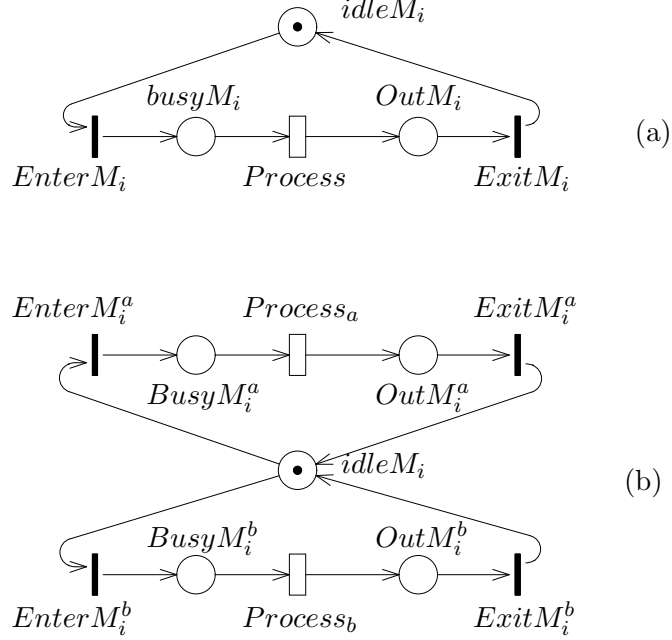 idleM_i
busyM_i OutM_i
(a)
EnterM_i Process ExitM_i
EnterM_i^a Process_a ExitM_i^a
BusyM_i^a OutM_i^a
idleM_i
(b)
BusyM_i^b OutM_i^b
EnterM_i^b Process_b ExitM_i^b